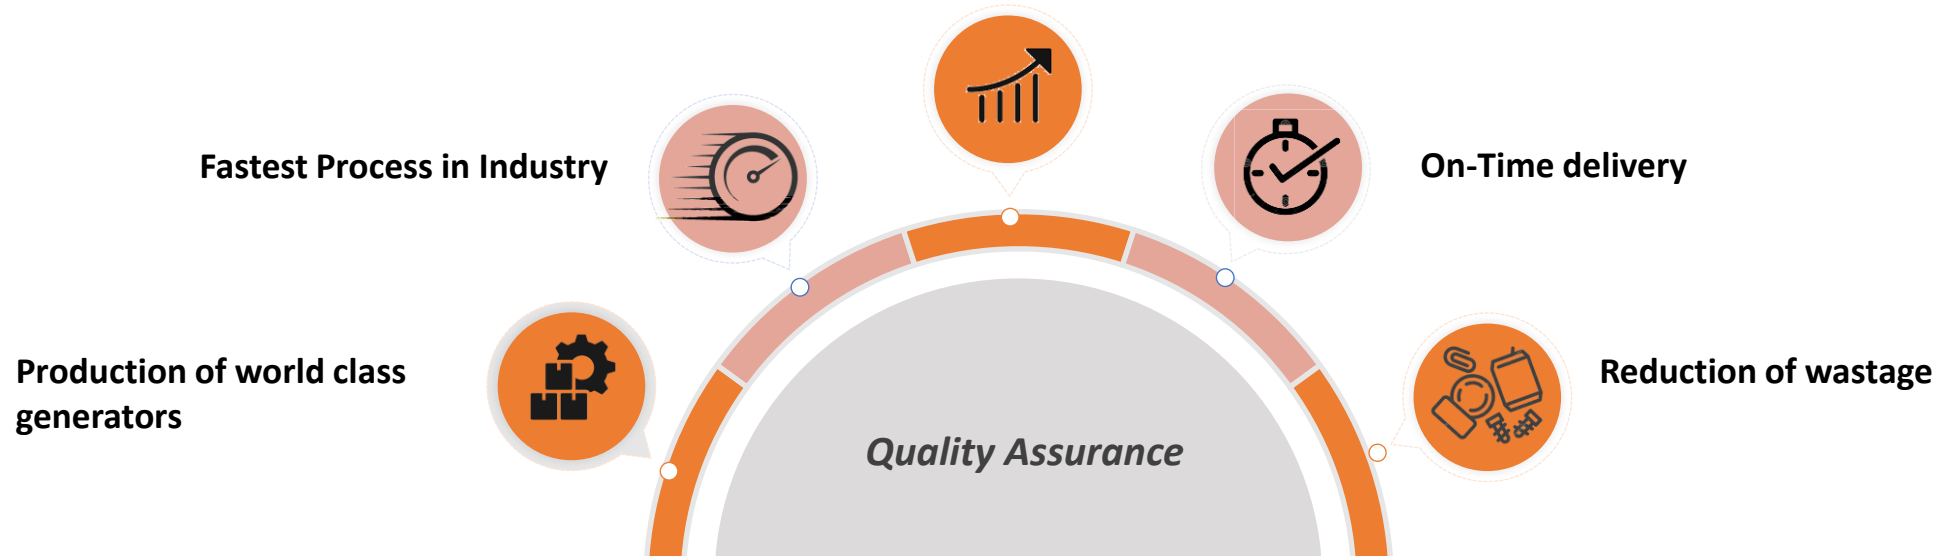 Fastest Process in Industry
On-Time delivery
Production of world class
generators
Reduction of wastage
Quality Assurance